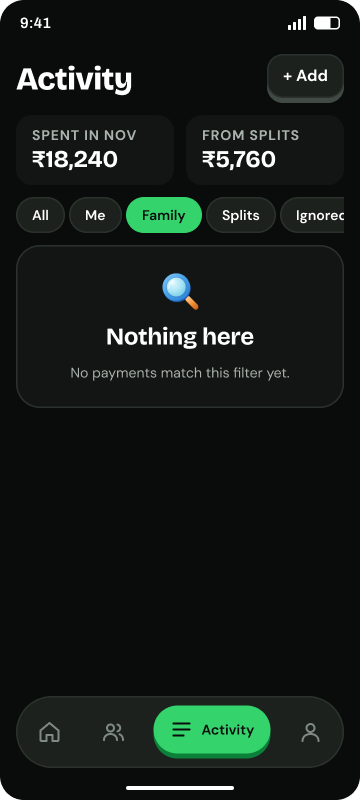 9:41
Activity
+ Add
SPENT IN NOV
₹18,240
FROM SPLITS
₹5,760
All
Me
Family
Splits
Ignored
Nothing here
No payments match this filter yet.
Activity